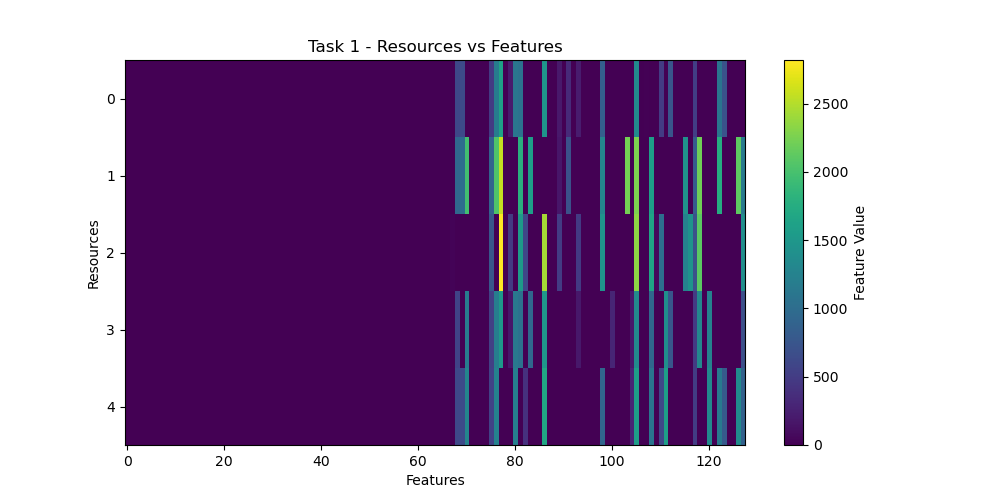 Task 1 - Resources vs Features
Resources
0
1
2
3
4
0 20 40 60 80 100 120
Features
2500
2000
1500
1000
500
0
Feature Value